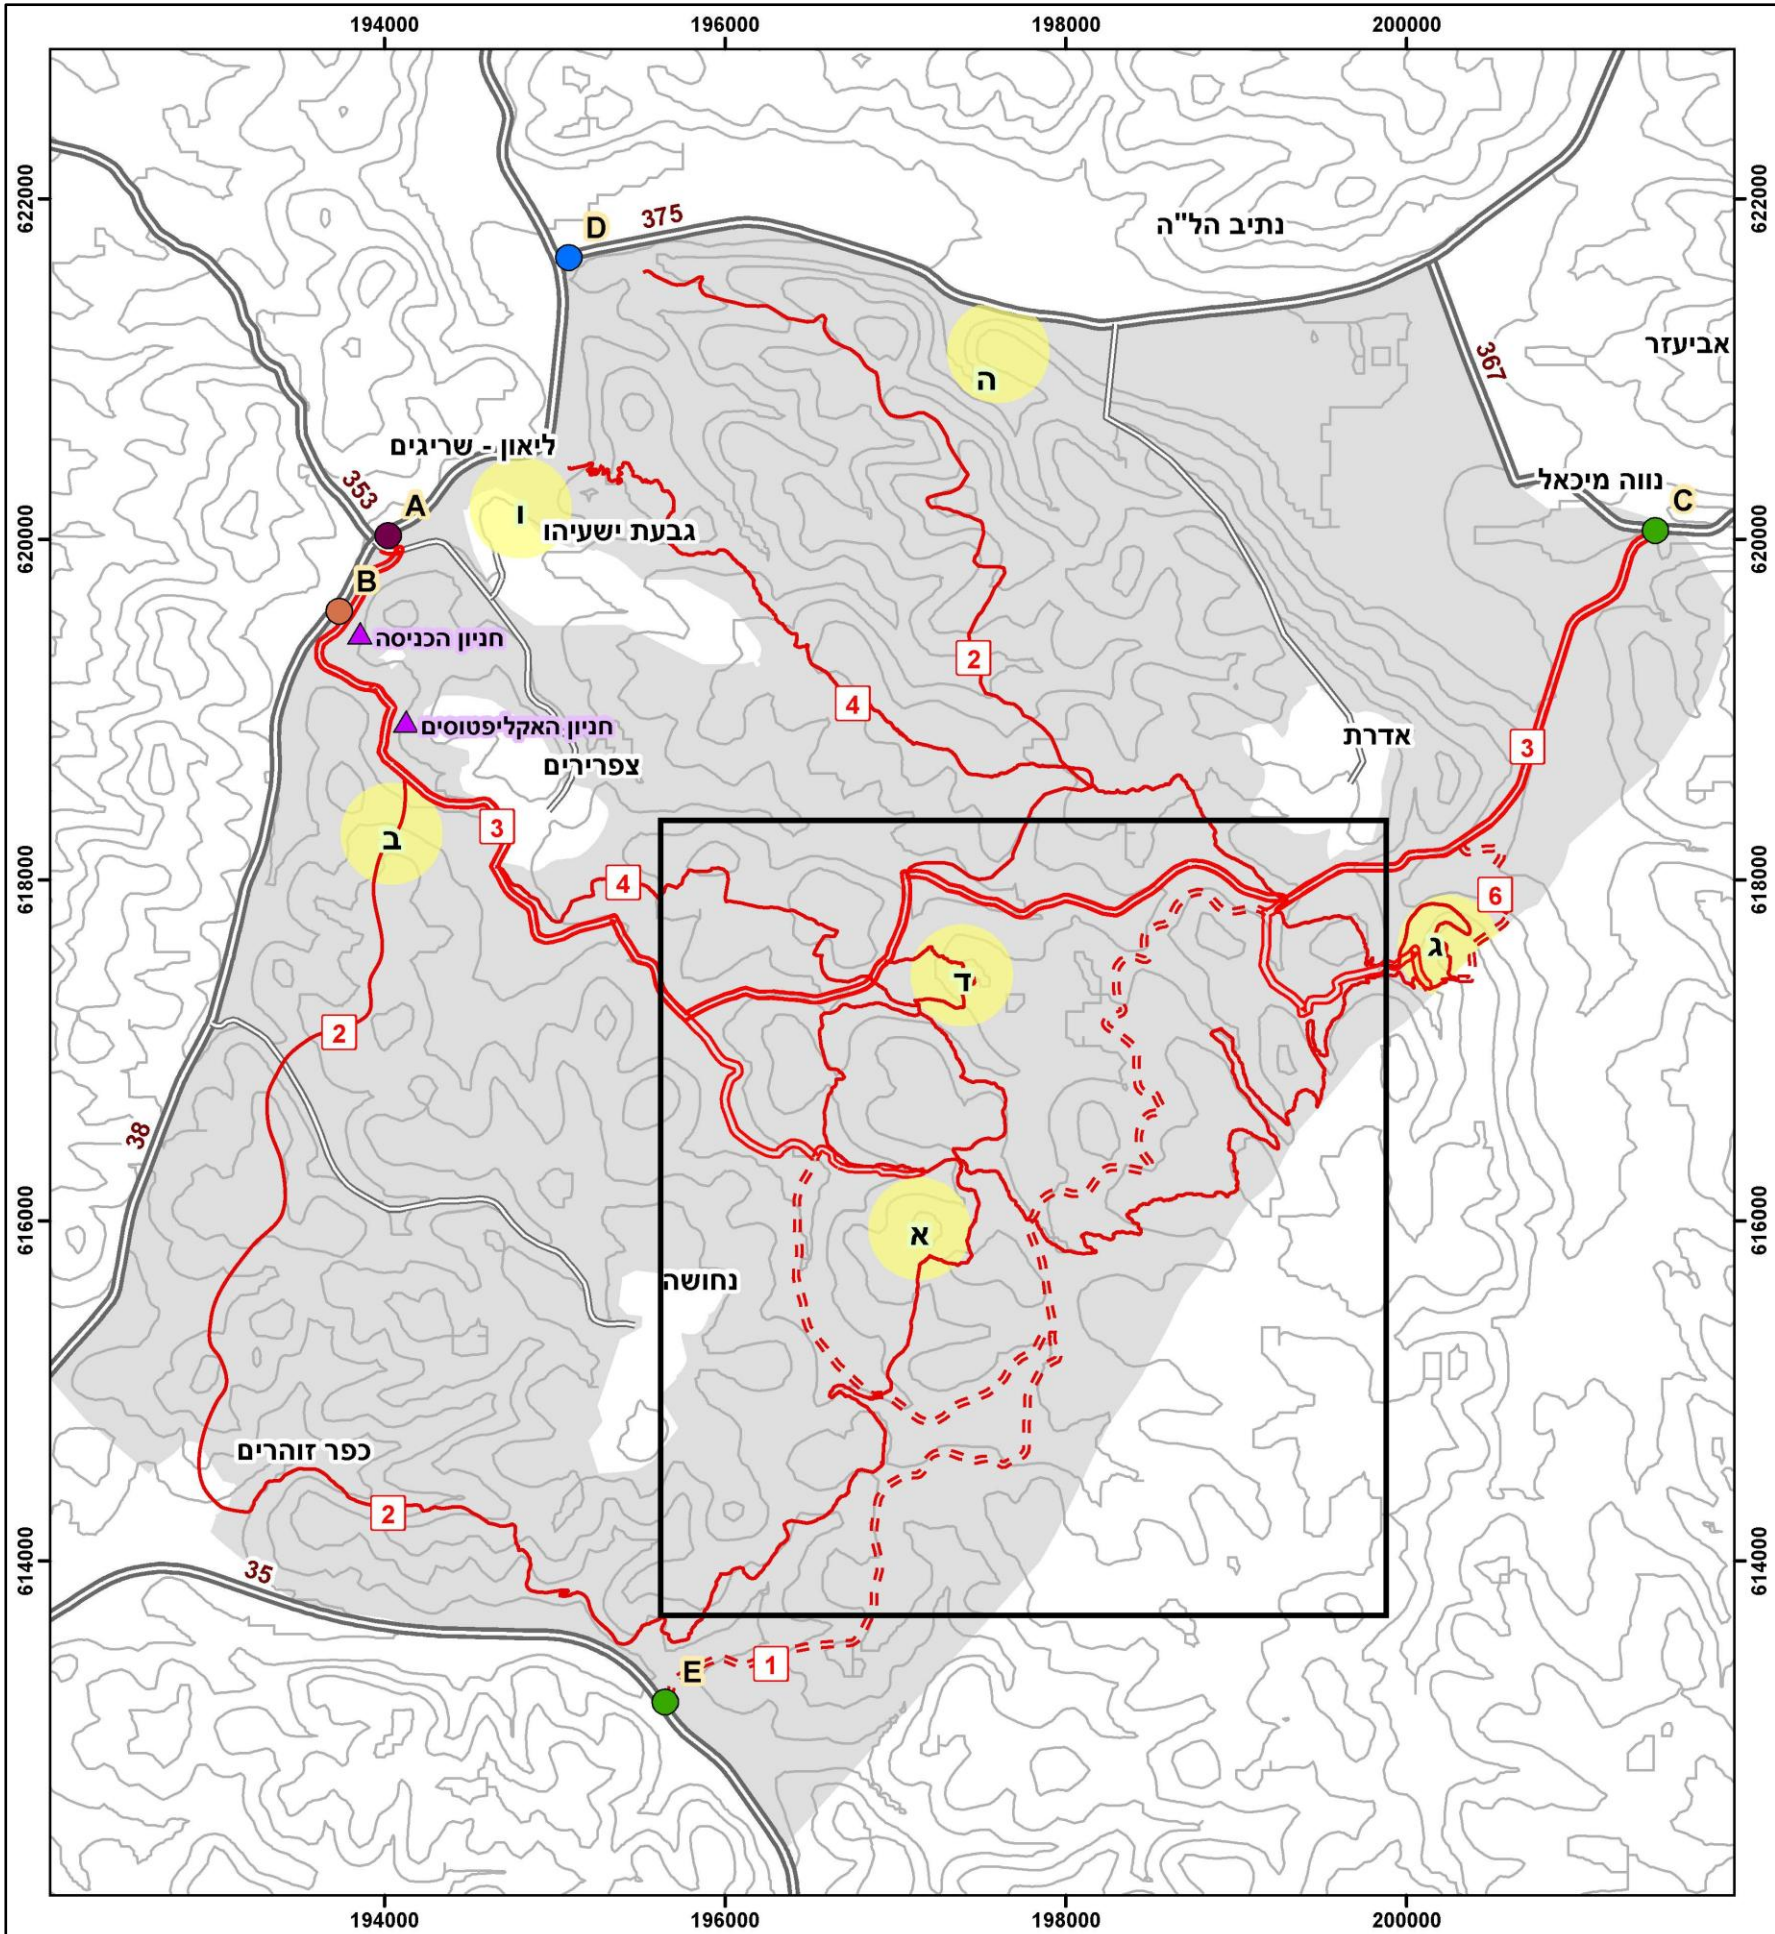 194000 196000 198000 200000
622000 622000
D
375
נתיב הל"ה
367
אביעזר
ה
ליאון - שריגים
353
A
ו
גבעת ישעיהו
נווה מיכאל
C
620000 620000
B
חניון הכניסה
2
4
חניון האקליפטוסים
צפרירים
אדרת
3
3
ב
4
618000 618000
6
ג
ד
2
38
616000 616000
א
נחושה
כפר זוהרים
2
614000 614000
35
E
1
194000 196000 198000 200000